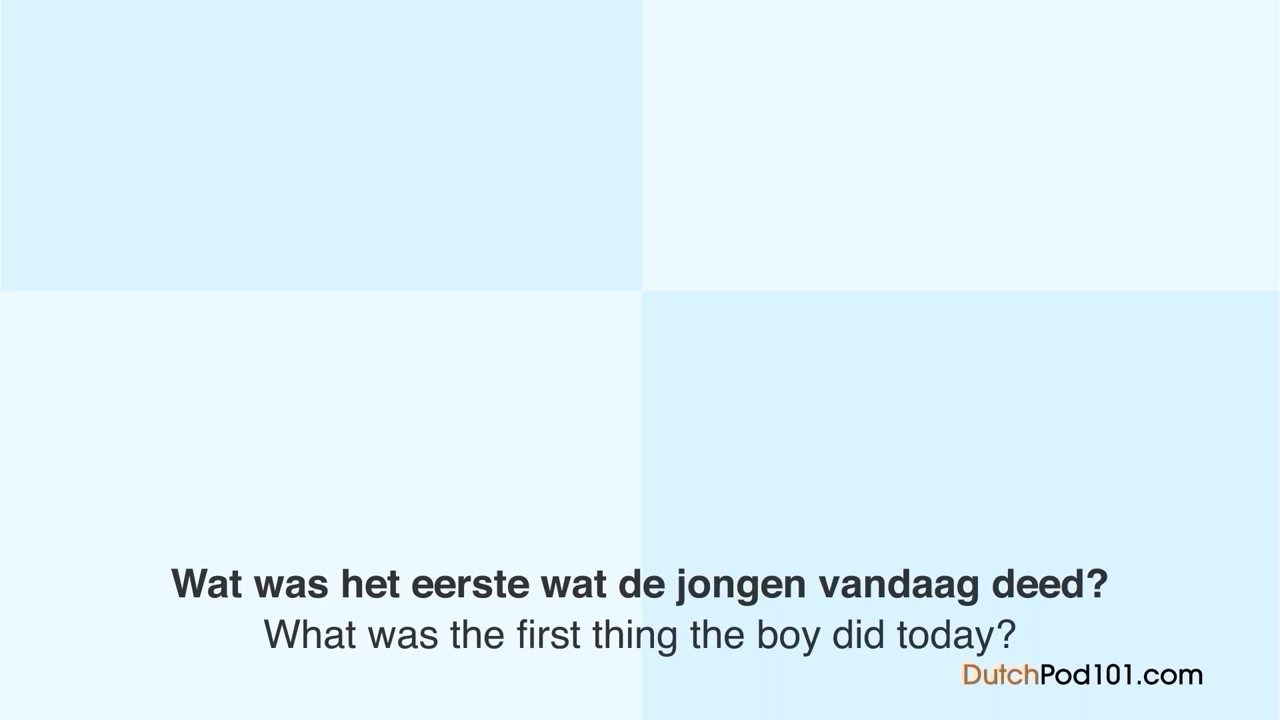 Wat was het eerste wat de jongen vandaag deed?
What was the first thing the boy did today?
DutchPod101.com